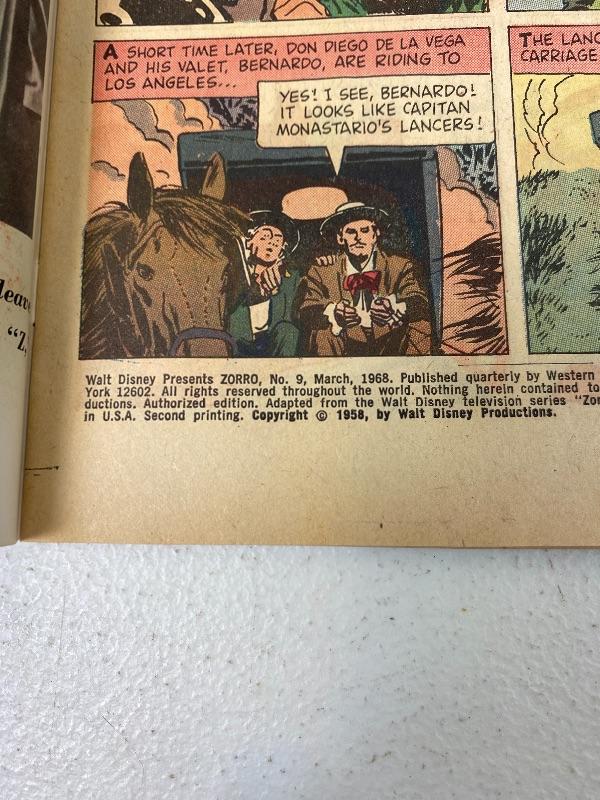 A SHORT TIME LATER, DON DIEGO DE LA VEGA
AND HIS VALET, BERNARDO, ARE RIDING TO
LOS ANGELES...
YES! I SEE, BERNARDO!
IT LOOKS LIKE CAPITAN
MONASTARIO'S LANCERS!
THE LANC
CARRIAGE
leave
"Z
Walt Disney Presents ZORRO, No. 9, March, 1968. Published quarterly by Western
York 12602. All rights reserved throughout the world. Nothing herein contained to
ductions. Authorized edition. Adapted from the Walt Disney television series "Zor
in U.S.A. Second printing. Copyright © 1958, by Walt Disney Productions.